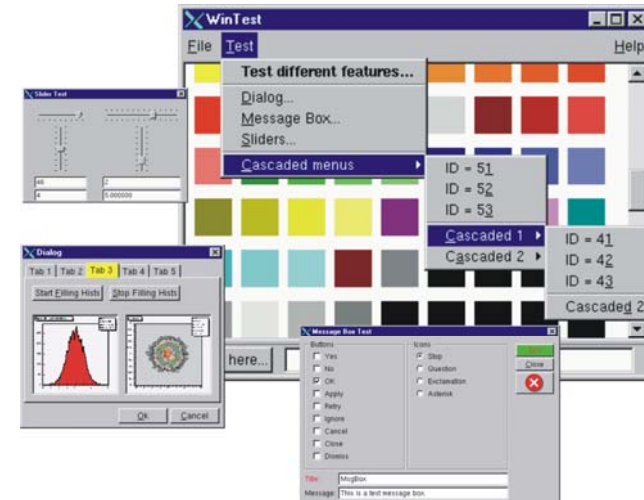 WinTest
File Test Help
Test different features...
Dialog...
Message Box...
Sliders...
Cascaded menus
ID = 51
ID = 52
ID = 53
Cascaded 1
Cascaded 2
ID = 41
ID = 42
ID = 43
Cascaded 2
here...
Slider Test
46 2
4 5.000000
Dialog
Tab 1 Tab 2 Tab 3 Tab 4 Tab 5
Start Filling Hists Stop Filling Hists
Ok Cancel
Message Box Test
Buttons
Yes
No
OK
Apply
Retry
Ignore
Cancel
Close
Dismiss
Icons
Stop
Question
Exclamation
Asterisk
Close
Title: MsgBox
Message: This is a test message box.